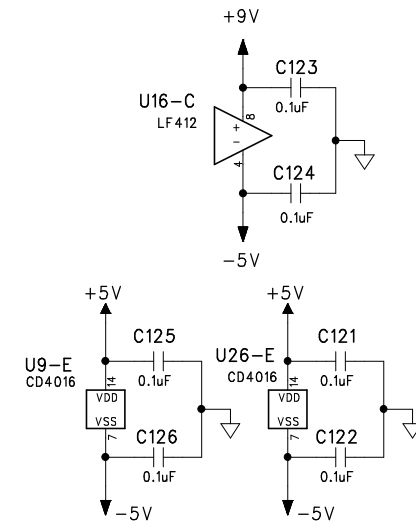 +9V
C123
U16-C
0.1uF
LF412
8
+
-
4
C124
0.1uF
-5V
+5V
+5V
C125
C121
U9-E
U26-E
CD4016
14
0.1uF
CD4016
14
0.1uF
VDD
VDD
VSS
VSS
7
C126
7
C122
0.1uF
0.1uF
-5V
-5V